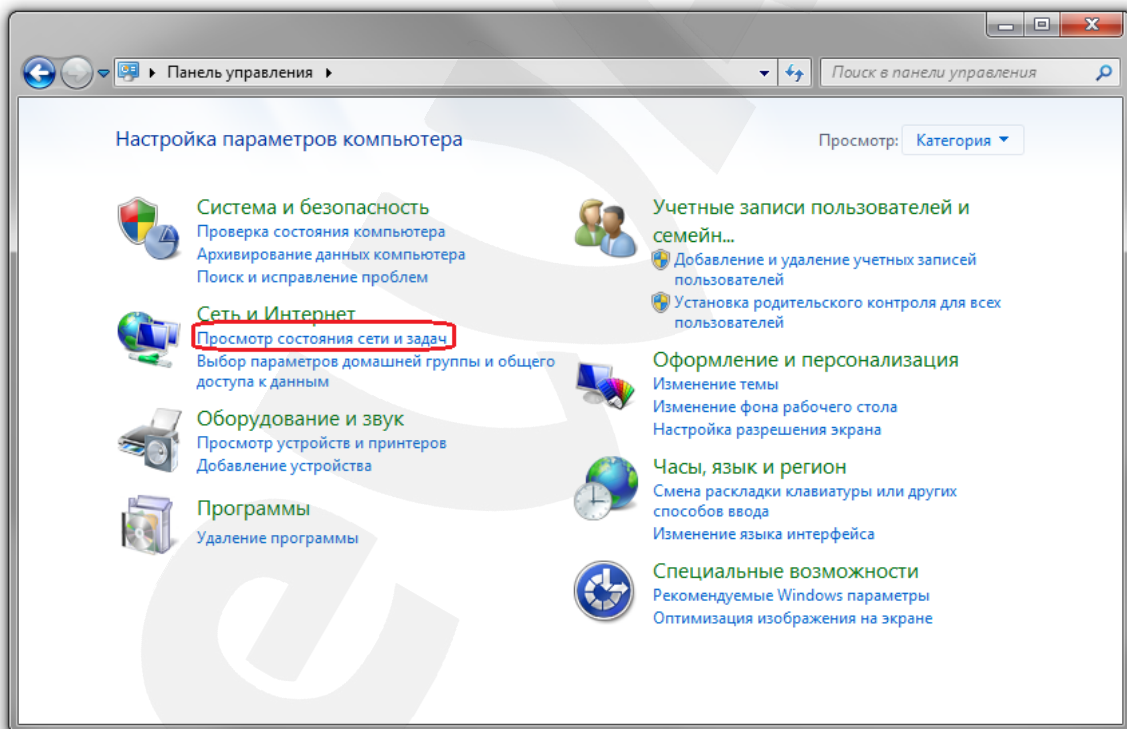 Панель управления
Поиск в панели управления
Настройка параметров компьютера
Просмотр: Категория
Система и безопасность
Проверка состояния компьютера
Архивирование данных компьютера
Поиск и исправление проблем
Сеть и Интернет
Просмотр состояния сети и задач
Выбор параметров домашней группы и общего
доступа к данным
Оборудование и звук
Просмотр устройств и принтеров
Добавление устройства
Программы
Удаление программы
Учетные записи пользователей и
семейн...
Добавление и удаление учетных записей
пользователей
Установка родительского контроля для всех
пользователей
Оформление и персонализация
Изменение темы
Изменение фона рабочего стола
Настройка разрешения экрана
Часы, язык и регион
Смена раскладки клавиатуры или других
способов ввода
Изменение языка интерфейса
Специальные возможности
Рекомендуемые Windows параметры
Оптимизация изображения на экране